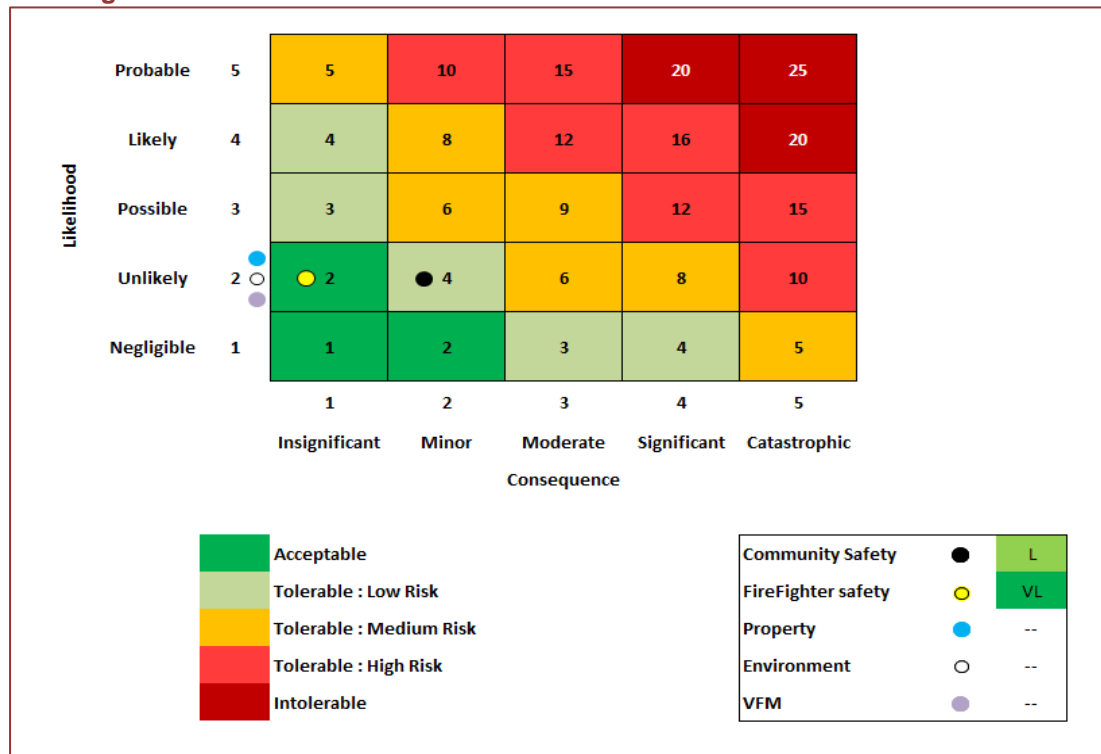 Probable 5 5 10 15 20 25
Likely 4 4 8 12 16 20
Likelihood
Possible 3 3 6 9 12 15
Unlikely 2 2 4 6 8 10
Negligible 1 1 2 3 4 5
1 2 3 4 5
Insignificant Minor Moderate Significant Catastrophic
Consequence
Acceptable
Tolerable : Low Risk
Tolerable : Medium Risk
Tolerable : High Risk
Intolerable
Community Safety L
FireFighter safety VL
Property --
Environment --
VFM --